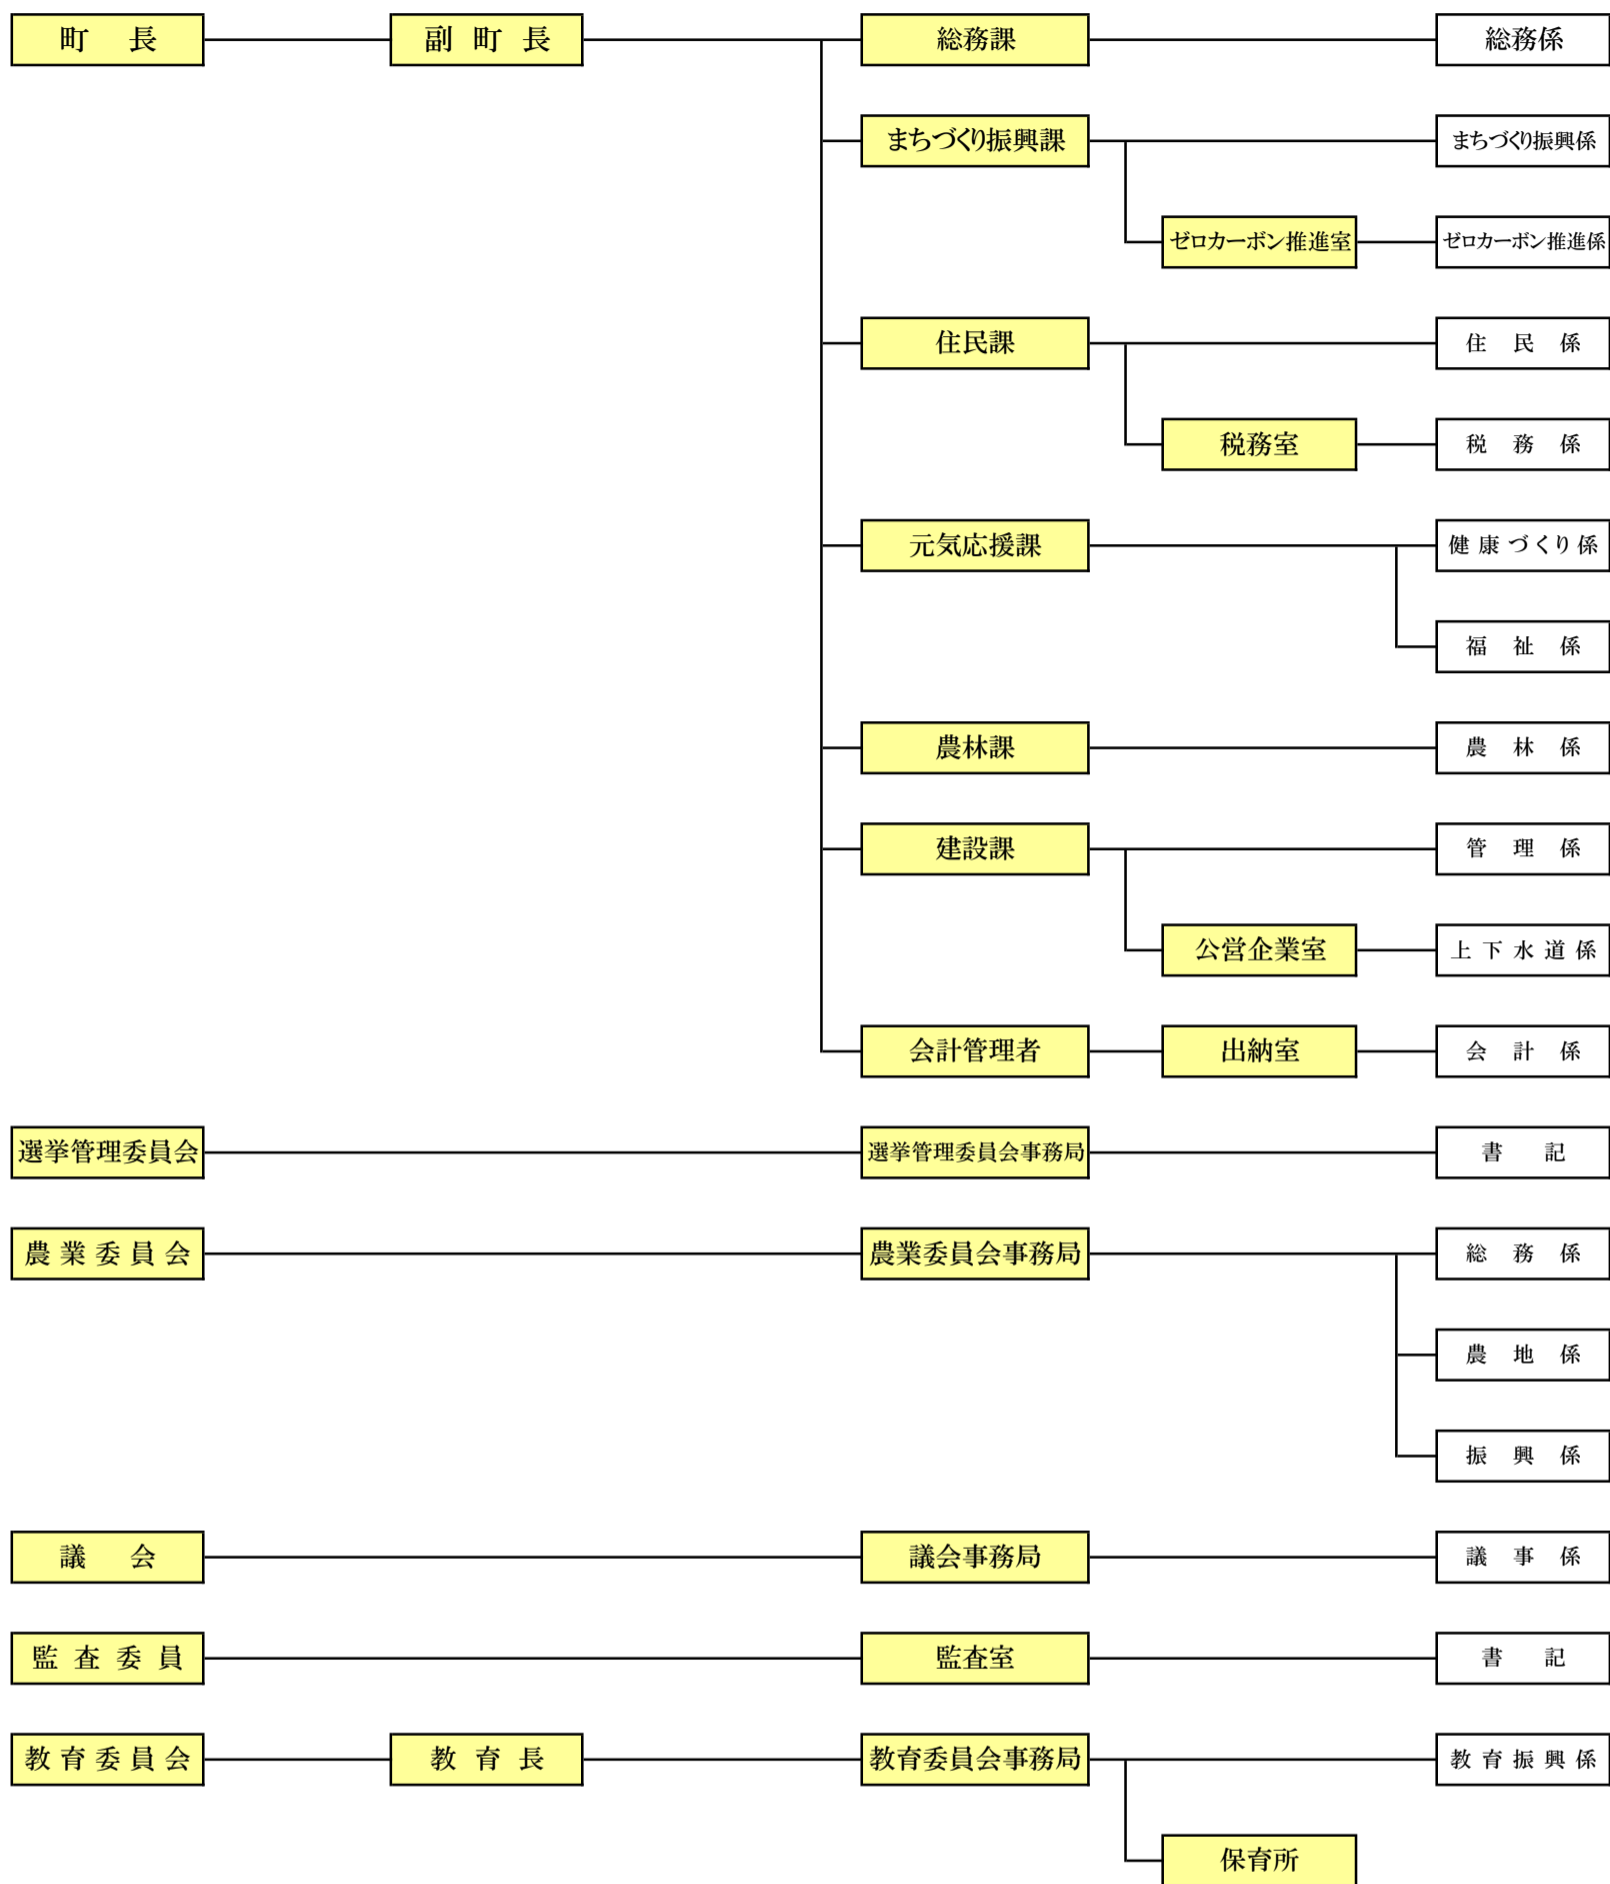 町長 副町長 総務課 総務係
まちづくり振興課 まちづくり振興係
ゼロカーボン推進室 ゼロカーボン推進係
住民課 住民係
税務室 税務係
元気応援課 健康づくり係
福祉係
農林課 農林係
建設課 管理係
公営企業室 上下水道係
会計管理者 出納室 会計係
選挙管理委員会 選挙管理委員会事務局 書記
農業委員会 農業委員会事務局 総務係
農地係
振興係
議会 議会事務局 議事係
監査委員 監査室 書記
教育委員会 教育長 教育委員会事務局 教育振興係
保育所